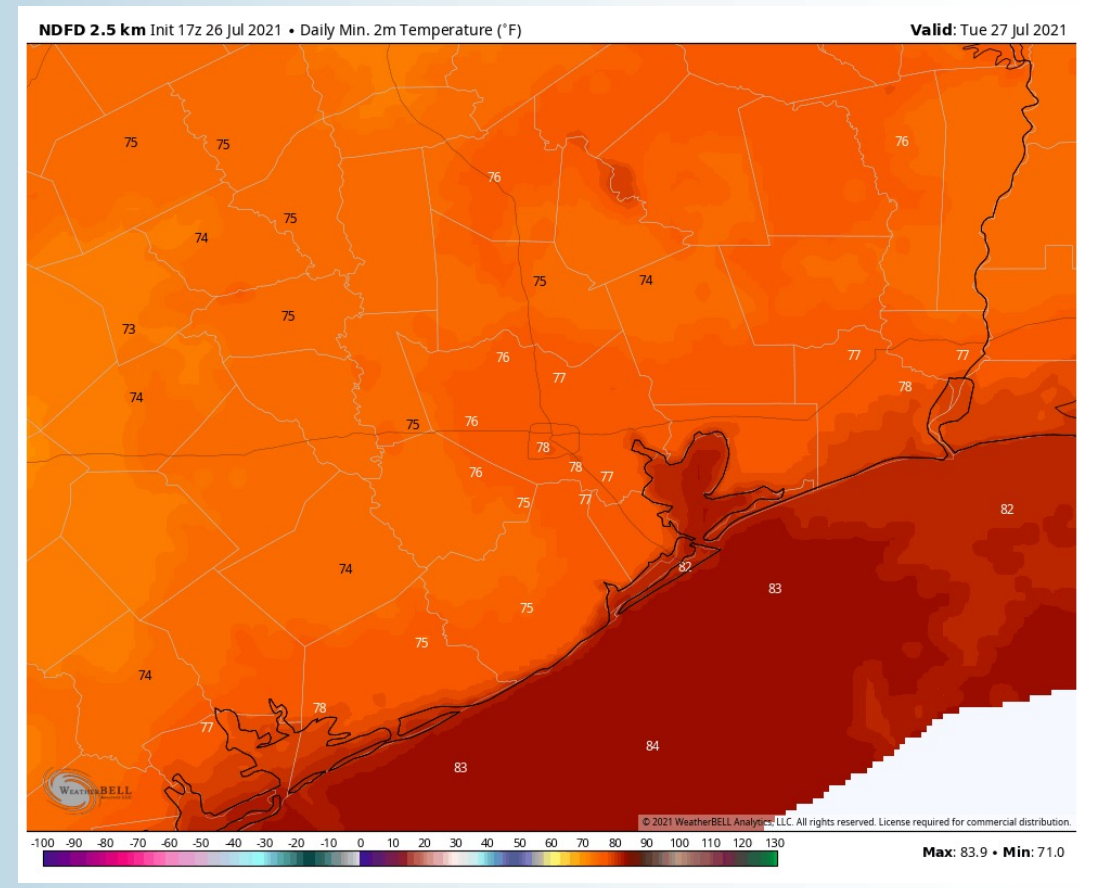 NDFD 2.5 km Init 17z 26 Jul 2021 • Daily Min. 2m Temperature (˚F) Valid: Tue 27 Jul 2021
75 75 76
76
75
74
75 74
75
73
76 77 77
77
78
74
75 76
78
76 78 77
75 77
82
74 82
83
75
75
74
78
77
84
83
WEATHERBELL
© 2021 WeatherBELL Analytics, LLC. All rights reserved. License required for commercial distribution.
-100 -90 -80 -70 -60 -50 -40 -30 -20 -10 0 10 20 30 40 50 60 70 80 90 100 110 120 130
Max: 83.9 • Min: 71.0